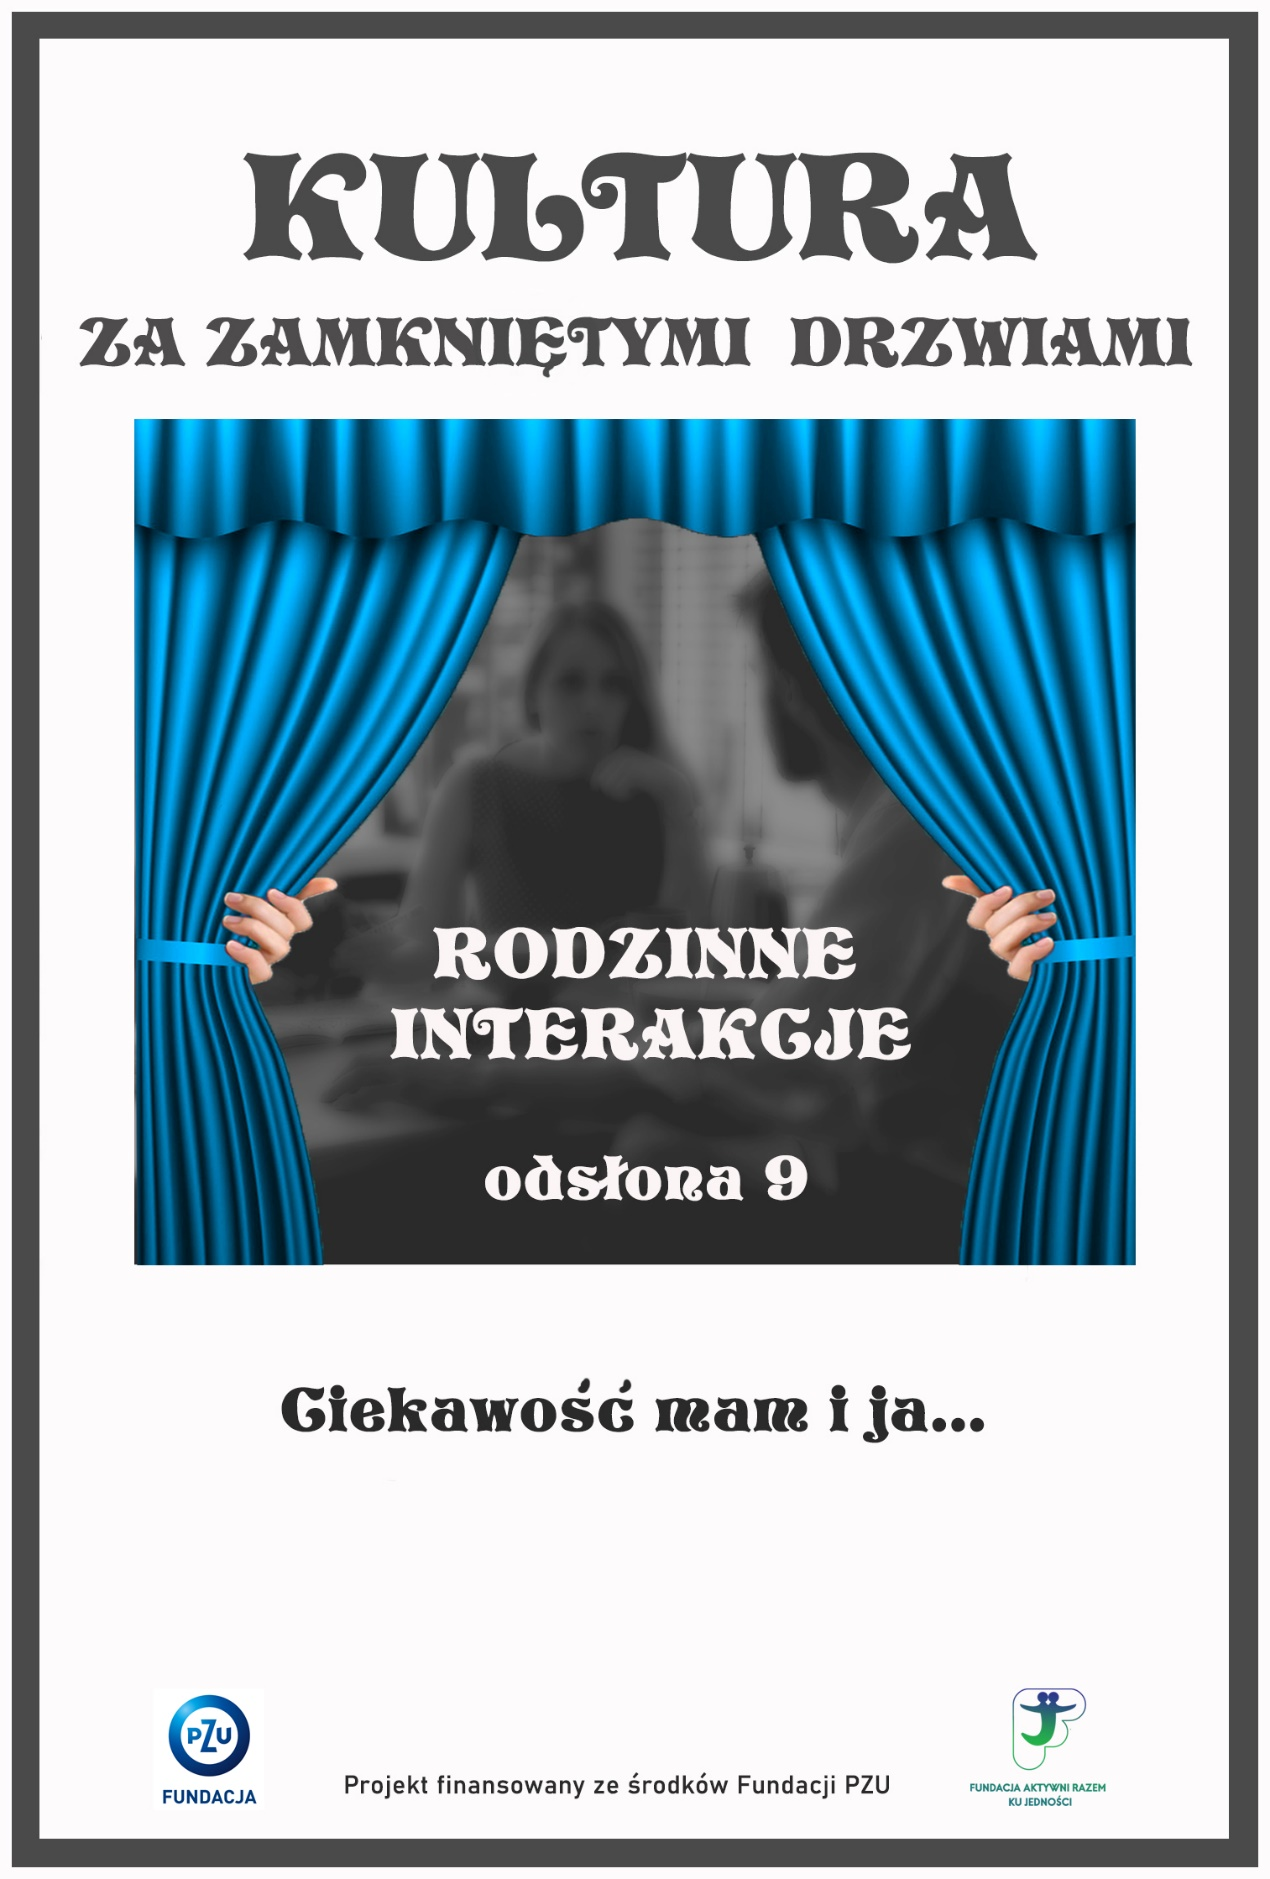 KULTURA
ZA ZAMKNIĘTYMI DRZWIAMI
RODZINNE
INTERAKCJE
odsłona 9
Ciekawość mam i ja...
PZU
FUNDACJA
Projekt finansowany ze środków Fundacji PZU
FUNDACJA AKTYWNI RAZEM
KU JEDNOŚCI